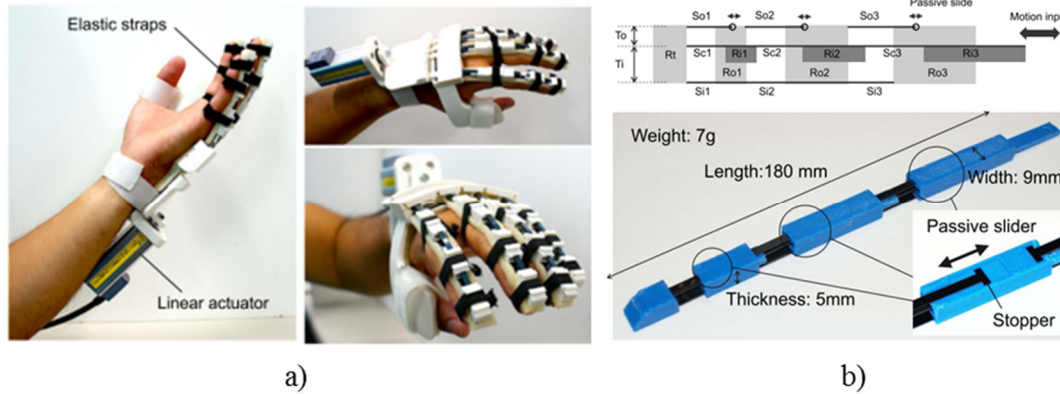 Elastic straps
Linear actuator
a)
Passive slide
So1
So2
So3
Motion inp
To
Ti
Rt
Sc1
Ri1
Sc2
Ri2
Sc3
Ri3
Ro1
Ro2
Ro3
Si1
Si2
Si3
Weight: 7g
Length:180 mm
Width: 9mm
Thickness: 5mm
Passive slider
Stopper
b)